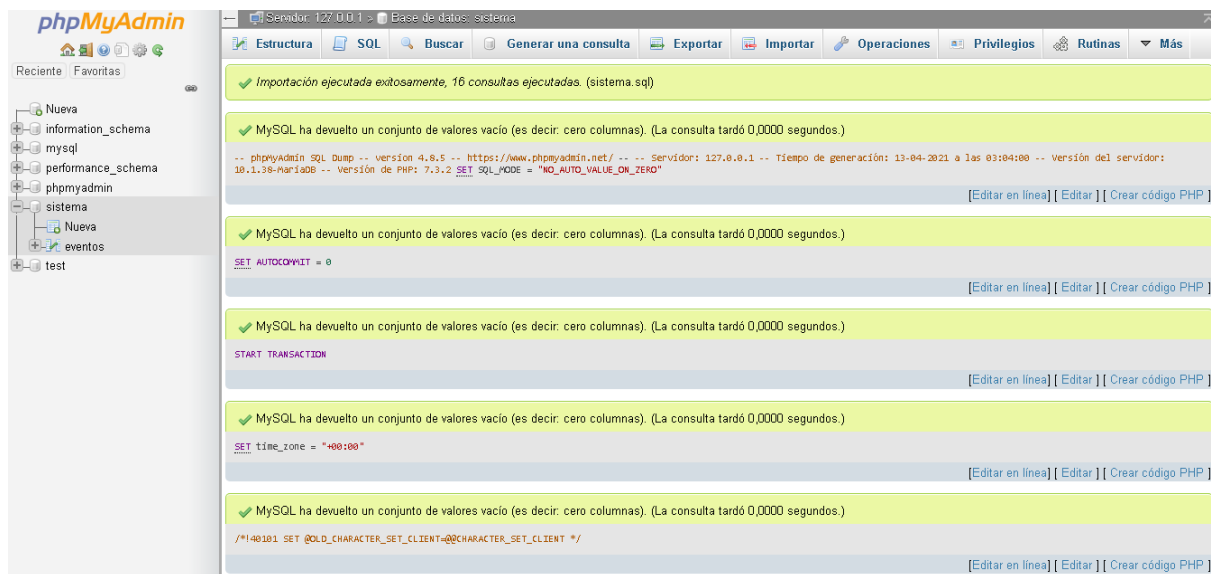 phpMyAdmin
Reciente Favoritas
Nueva
information_schema
mysql
performance_schema
phpmyadmin
sistema
Nueva
eventos
test
Servidor: 127.0.0.1 » Base de datos: sistema
Estructura SQL Buscar Generar una consulta Exportar Importar Operaciones Privilegios Rutinas Más
Importación ejecutada exitosamente, 16 consultas ejecutadas. (sistema.sql)
MySQL ha devuelto un conjunto de valores vacío (es decir: cero columnas). (La consulta tardó 0,0000 segundos.)
-- phpMyAdmin SQL Dump -- version 4.8.5 -- https://www.phpmyadmin.net/ -- -- Servidor: 127.0.0.1 -- Tiempo de generación: 13-04-2021 a las 03:04:00 -- Versión del servidor:
10.1.38-MariaDB -- Versión de PHP: 7.3.2 SET SQL_MODE = "NO_AUTO_VALUE_ON_ZERO"
[Editar en línea] [ Editar ] [ Crear código PHP ]
MySQL ha devuelto un conjunto de valores vacío (es decir: cero columnas). (La consulta tardó 0,0000 segundos.)
SET AUTOCOMMIT = 0
[Editar en línea] [ Editar ] [ Crear código PHP ]
MySQL ha devuelto un conjunto de valores vacío (es decir: cero columnas). (La consulta tardó 0,0000 segundos.)
START TRANSACTION
[Editar en línea] [ Editar ] [ Crear código PHP ]
MySQL ha devuelto un conjunto de valores vacío (es decir: cero columnas). (La consulta tardó 0,0000 segundos.)
SET time_zone = "+00:00"
[Editar en línea] [ Editar ] [ Crear código PHP ]
MySQL ha devuelto un conjunto de valores vacío (es decir: cero columnas). (La consulta tardó 0,0000 segundos.)
/*!40101 SET @OLD_CHARACTER_SET_CLIENT=@@CHARACTER_SET_CLIENT */
[Editar en línea] [ Editar ] [ Crear código PHP ]